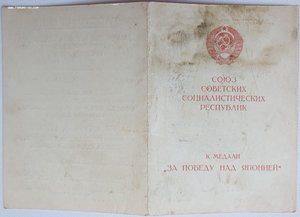 СОЮЗ
СОВЕТСКИХ
СОЦИАЛИСТИЧЕСКИХ
РЕСПУБЛИК
К МЕДАЛИ
„ЗА ПОБЕДУ НАД ЯПОНИЕЙ“